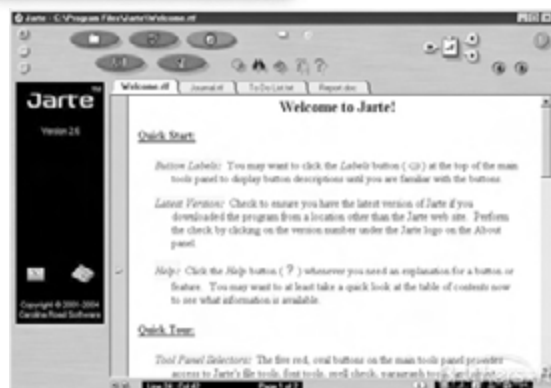 Jarte - C:\Program Files\Jarte\Welcome.rtf
Welcome.rtf Journal.rtf To Do List.txt Report.doc
Jarte
Version 2.6
Copyright © 2001-2004
Carolina Road Software
Welcome to Jarte!
Quick Start:
Button Labels: You may want to click the Labels button ( ) at the top of the main
tools panel to display button descriptions until you are familiar with the buttons.
Latest Version: Check to ensure you have the latest version of Jarte if you
downloaded the program from a location other than the Jarte web site. Perform
the check by clicking on the version number under the Jarte logo on the About
panel.
Help: Click the Help button ( ? ) whenever you need an explanation for a button or
feature. You may want to at least take a quick look at the table of contents now
to see what information is available.
Quick Tour:
Tool Panel Selectors: The five red, oval buttons on the main tools panel provide
access to Jarte's file tools, font tools, spell check, paragraph
Page 1 of 2